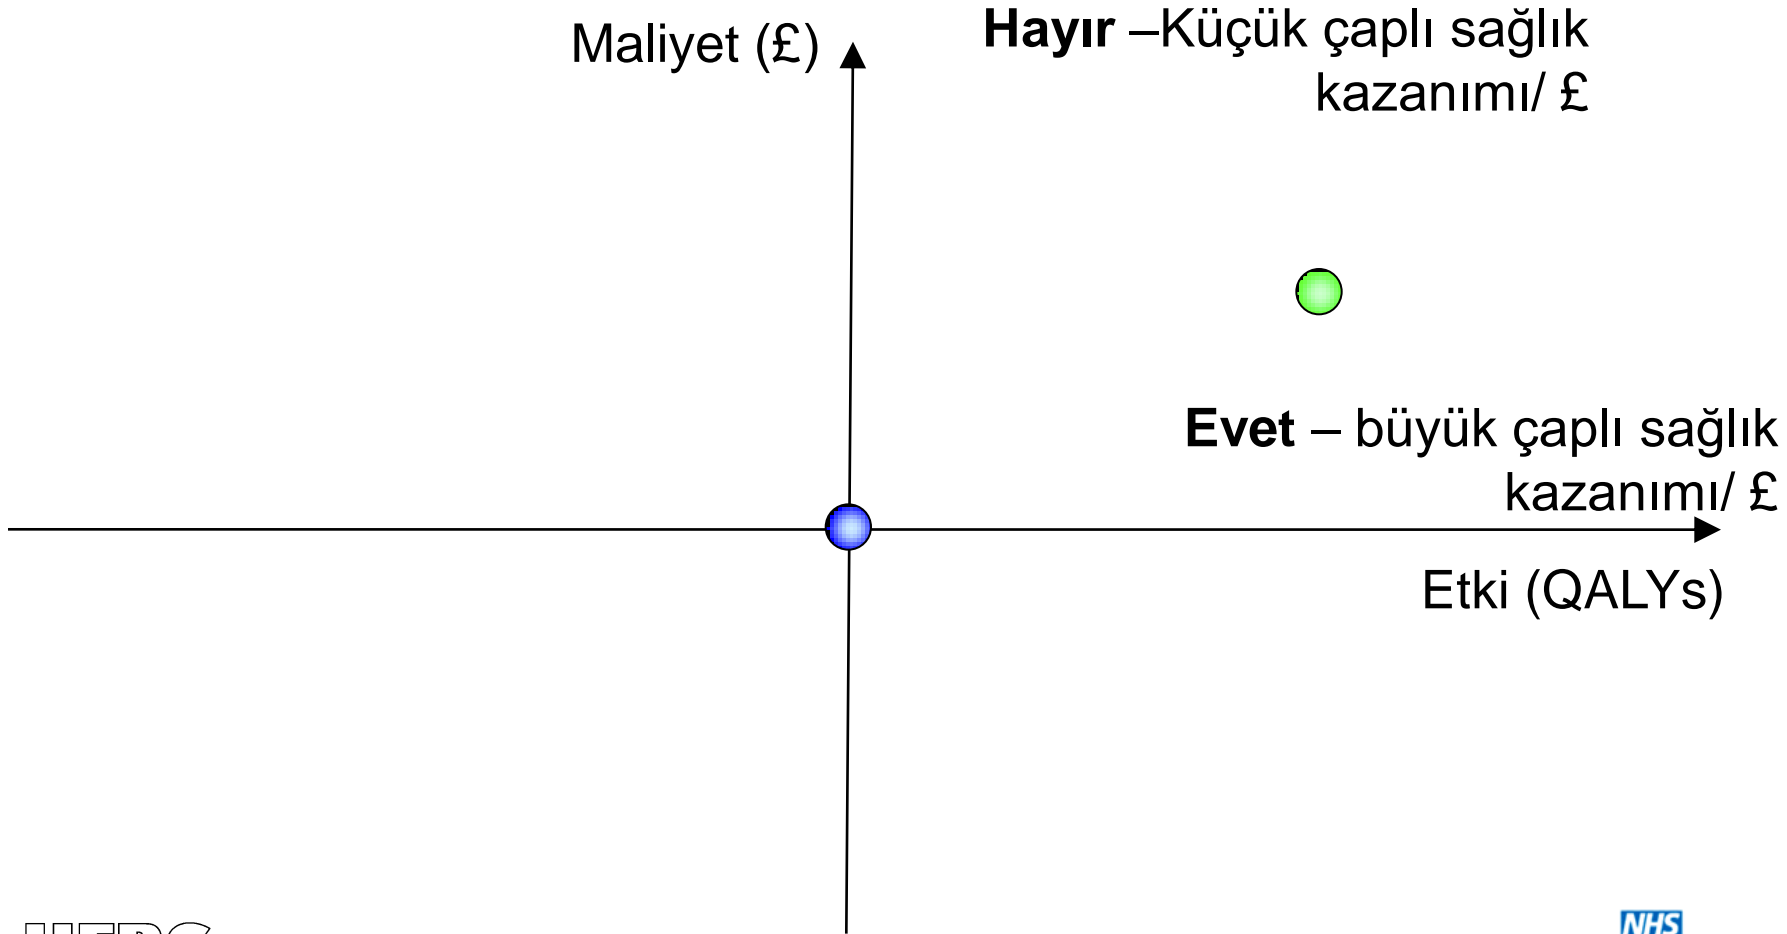 Maliyet (£)
Hayır –Küçük çaplı sağlık
kazanımı/ £
Evet – büyük çaplı sağlık
kazanımı/ £
Etki (QALYs)
NHS